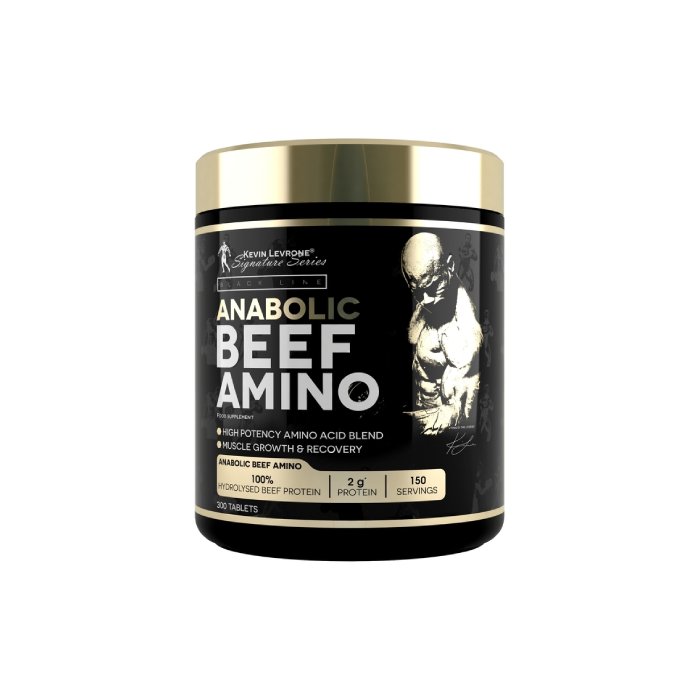 KEVIN LEVRONE®
Signature Series
BLACK LINE
ANABOLIC
BEEF
AMINO
FOOD SUPPLEMENT
HIGH POTENCY AMINO ACID BLEND
MUSCLE GROWTH & RECOVERY
ANABOLIC BEEF AMINO
100%
HYDROLYSED BEEF PROTEIN
2 g*
PROTEIN
150
SERVINGS
300 TABLETS